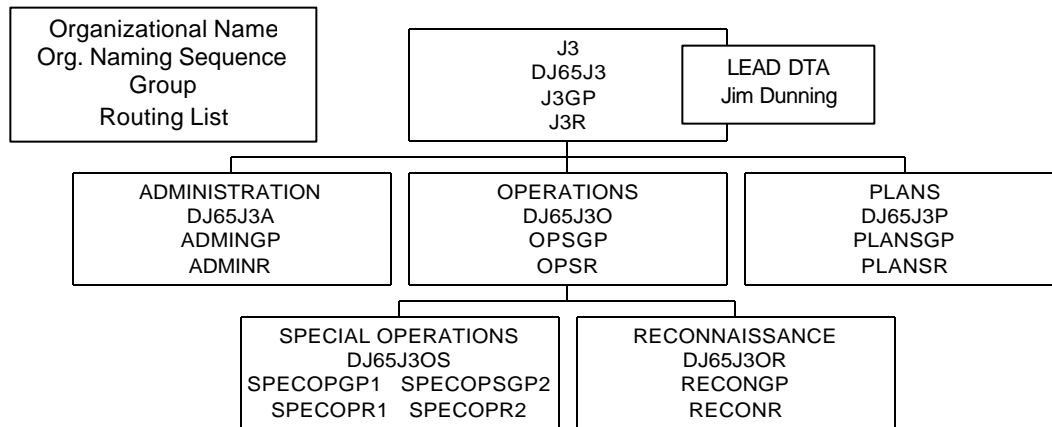 Organizational Name
Org. Naming Sequence
Group
Routing List
J3
DJ65J3
J3GP
J3R
LEAD DTA
Jim Dunning
ADMINISTRATION
DJ65J3A
ADMINGP
ADMINR
OPERATIONS
DJ65J3O
OPSGP
OPSR
PLANS
DJ65J3P
PLANSGP
PLANSR
SPECIAL OPERATIONS
DJ65J3OS
SPECOPGP1 SPECOPSGP2
SPECOPR1 SPECOPR2
RECONNAISSANCE
DJ65J3OR
RECONGP
RECONR